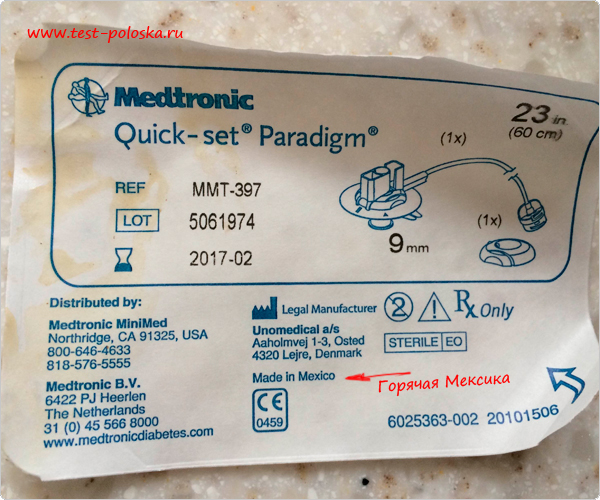 www.test-poloska.ru
Medtronic
Quick-set® Paradigm®
23 in.
(60 cm)
(1x)
REF MMT-397
LOT 5061974
2017-02
9 mm
(1x)
Distributed by:
Medtronic MiniMed
Northridge, CA 91325, USA
800-646-4633
818-576-5555
Medtronic B.V.
6422 PJ Heerlen
The Netherlands
31 (0) 45 566 8000
www.medtronicdiabetes.com
Legal Manufacturer
Unomedical a/s
Aaholmvej 1-3, Osted
4320 Lejre, Denmark
Made in Mexico
CE
0459
2
Rx Only
STERILE EO
Горячая Мексика
6025363-002 20101506